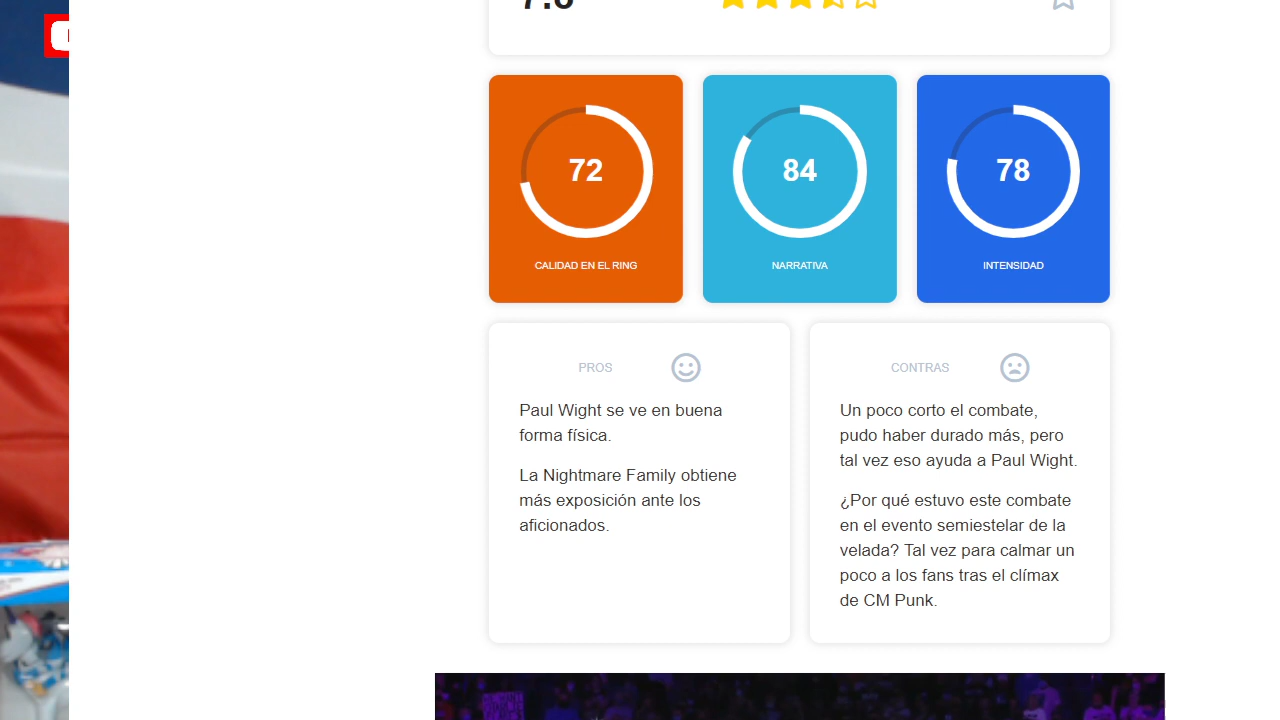 72
84
78
CALIDAD EN EL RING
NARRATIVA
INTENSIDAD
PROS
Paul Wight se ve en buena
forma física.
La Nightmare Family obtiene
más exposición ante los
aficionados.
CONTRAS
Un poco corto el combate,
pudo haber durado más, pero
tal vez eso ayuda a Paul Wight.
¿Por qué estuvo este combate
en el evento semiestelar de la
velada? Tal vez para calmar un
poco a los fans tras el clímax
de CM Punk.